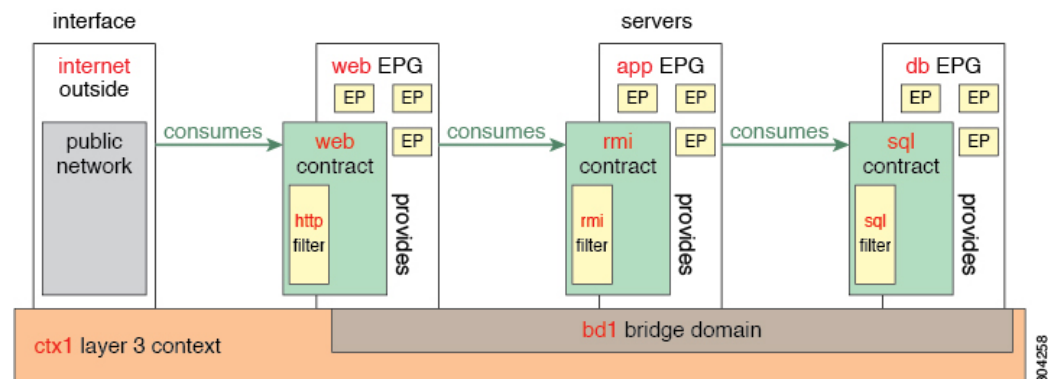 interface
servers
internet
outside
public
network
consumes
web EPG
EP
EP
EP
web
contract
http
filter
provides
consumes
app EPG
EP
EP
EP
rmi
contract
rmi
filter
provides
consumes
db EPG
EP
EP
EP
sql
contract
sql
filter
provides
bd1 bridge domain
ctx1 layer 3 context